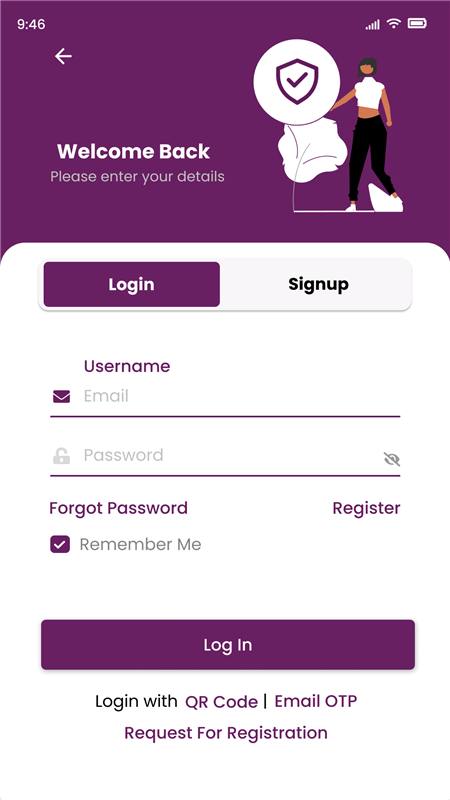 9:46
Welcome Back
Please enter your details
Login Signup
Username
Email
Password
Forgot Password Register
Remember Me
Log In
Login with QR Code | Email OTP
Request For Registration